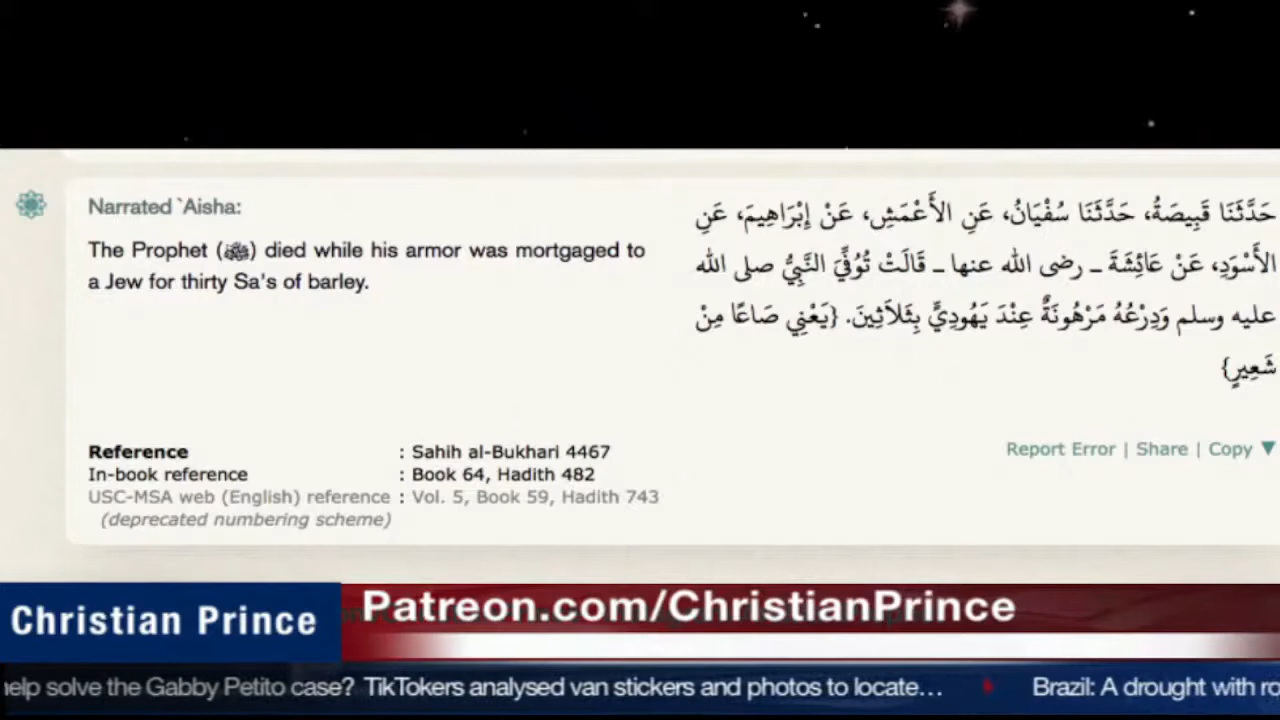 Narrated `Aisha:
The Prophet (ﷺ) died while his armor was mortgaged to
a Jew for thirty Sa's of barley.
حَدَّثَنَا قَبِيصَةُ، حَدَّثَنَا سُفْيَانُ، عَنِ الأَعْمَشِ، عَنْ إِبْرَاهِيمَ، عَنِ
الأَسْوَدِ، عَنْ عَائِشَةَ ـ رضى الله عنها ـ قَالَتْ تُوُفِّيَ النَّبِيُّ صلى الله
عليه وسلم وَدِرْعُهُ مَرْهُونَةٌ عِنْدَ يَهُودِيٍّ بِثَلاَثِينَ‏.‏ ‏{‏يَعْنِي صَاعًا مِنْ
شَعِيرٍ‏}‏
Reference : Sahih al-Bukhari 4467
In-book reference : Book 64, Hadith 482
USC-MSA web (English) reference : Vol. 5, Book 59, Hadith 743
(deprecated numbering scheme)
Report Error | Share | Copy ▼
Christian Prince
Patreon.com/ChristianPrince
help solve the Gabby Petito case? TikTokers analysed van stickers and photos to locate... Brazil: A drought with ro